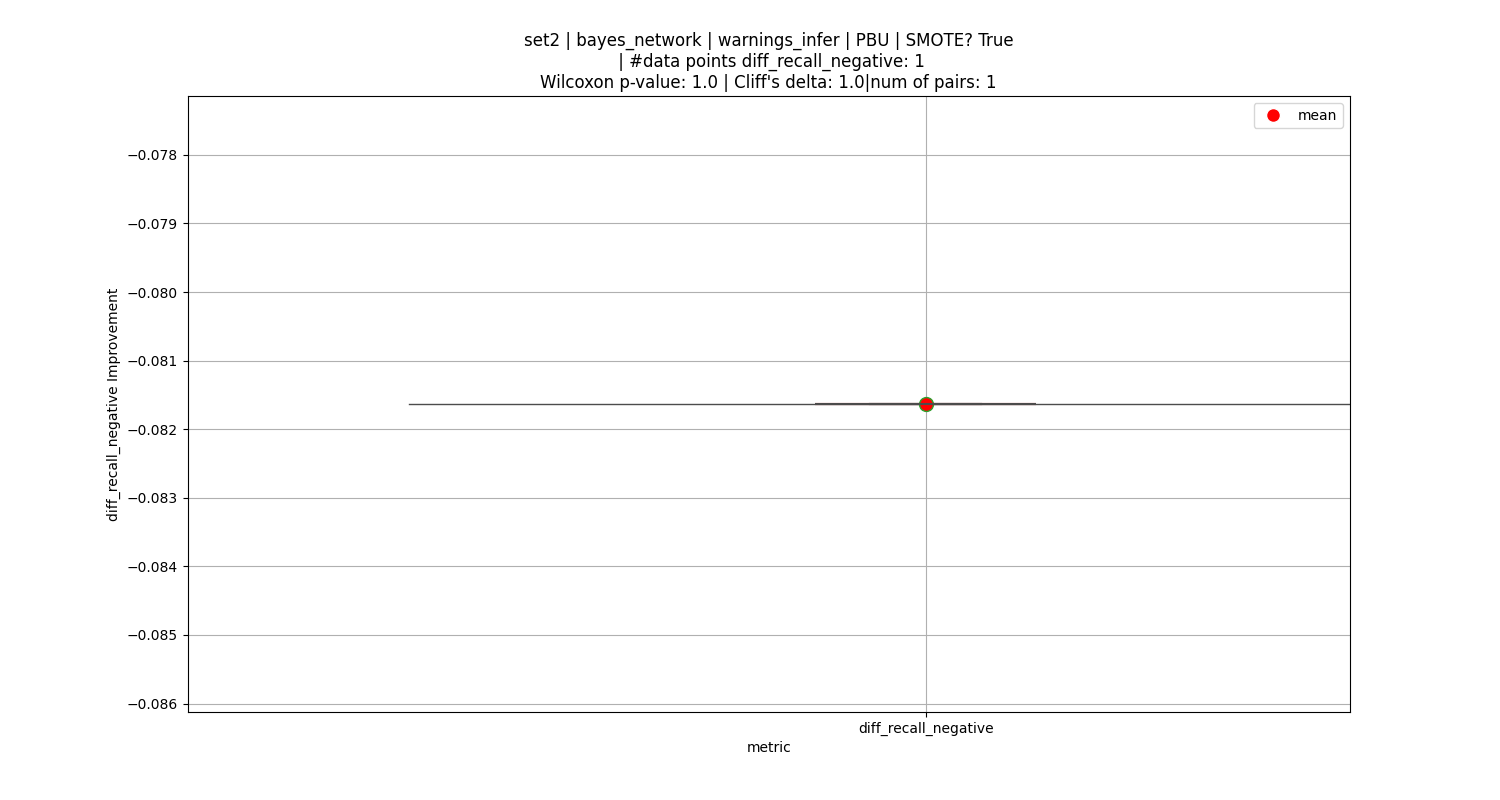 set2 | bayes_network | warnings_infer | PBU | SMOTE? True
| #data points diff_recall_negative: 1
Wilcoxon p-value: 1.0 | Cliff's delta: 1.0|num of pairs: 1
mean
−0.078
−0.079
−0.080
−0.081
−0.082
−0.083
−0.084
−0.085
−0.086
diff_recall_negative Improvement
diff_recall_negative
metric